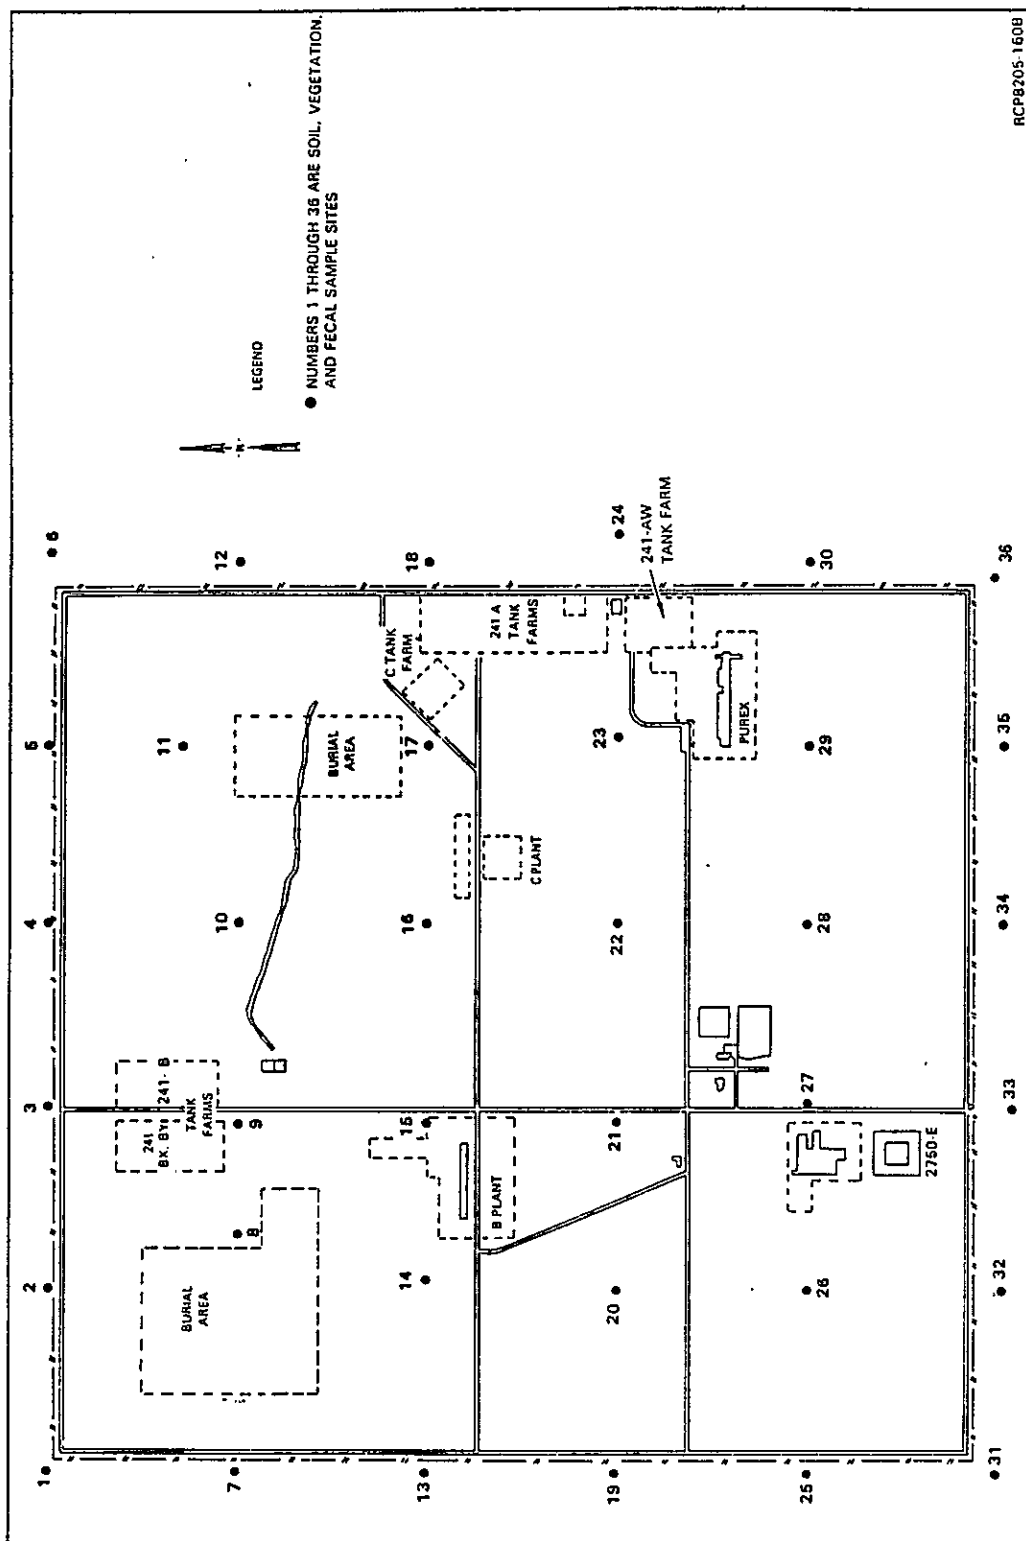 1
2
3
4
5
6
7
8
9
10
11
12
BURIAL
AREA
241
BX. BY
241- B
TANK
FARMS
BURIAL
AREA
C TANK
FARM
13
14
15
16
17
18
B PLANT
C PLANT
241 A
TANK
FARMS
19
20
21
22
23
24
241-AW
TANK FARM
PUREX
25
26
27
28
29
30
2750-E
31
32
33
34
35
36
N
LEGEND
● NUMBERS 1 THROUGH 36 ARE SOIL, VEGETATION,
AND FECAL SAMPLE SITES
RCP8205-160B